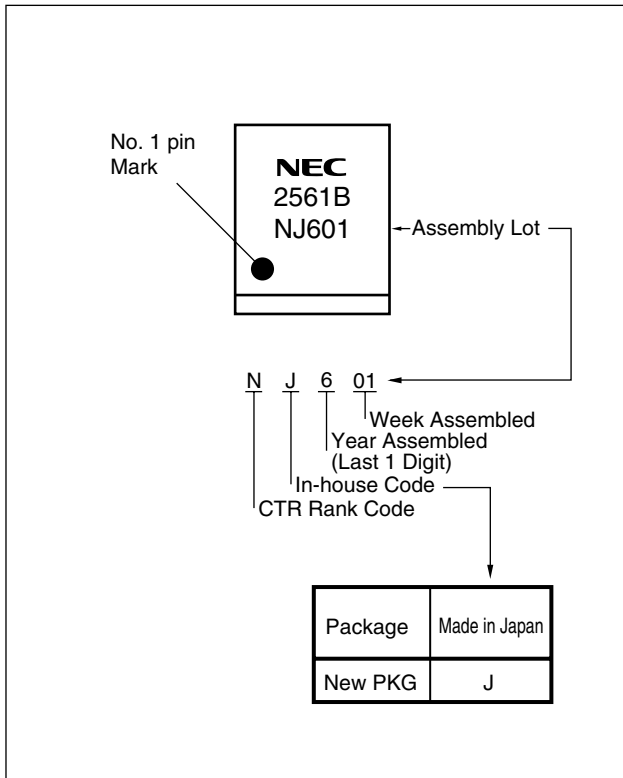 No. 1 pin
Mark
NEC
2561B
NJ601
Assembly Lot
N J 6 01
Week Assembled
Year Assembled
(Last 1 Digit)
In-house Code
CTR Rank Code
Package Made in Japan
New PKG J